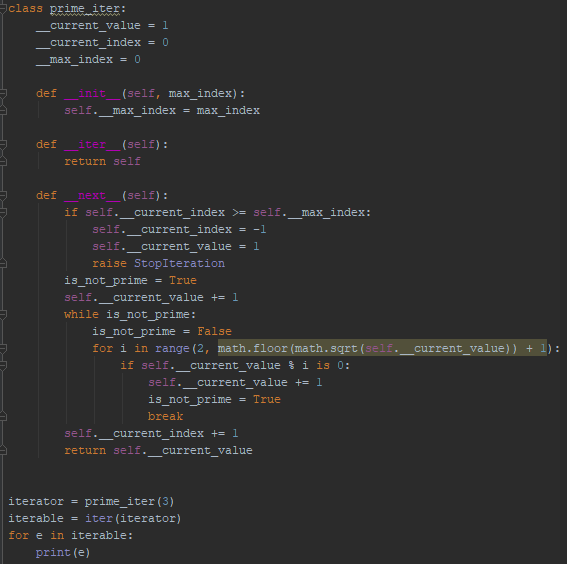 class prime_iter:
    __current_value = 1
    __current_index = 0
    __max_index = 0

    def __init__(self, max_index):
        self.__max_index = max_index

    def __iter__(self):
        return self

    def __next__(self):
        if self.__current_index >= self.__max_index:
            self.__current_index = -1
            self.__current_value = 1
            raise StopIteration
        is_not_prime = True
        self.__current_value += 1
        while is_not_prime:
            is_not_prime = False
            for i in range(2, math.floor(math.sqrt(self.__current_value)) + 1):
                if self.__current_value % i is 0:
                    self.__current_value += 1
                    is_not_prime = True
                    break
        self.__current_index += 1
        return self.__current_value


iterator = prime_iter(3)
iterable = iter(iterator)
for e in iterable:
    print(e)